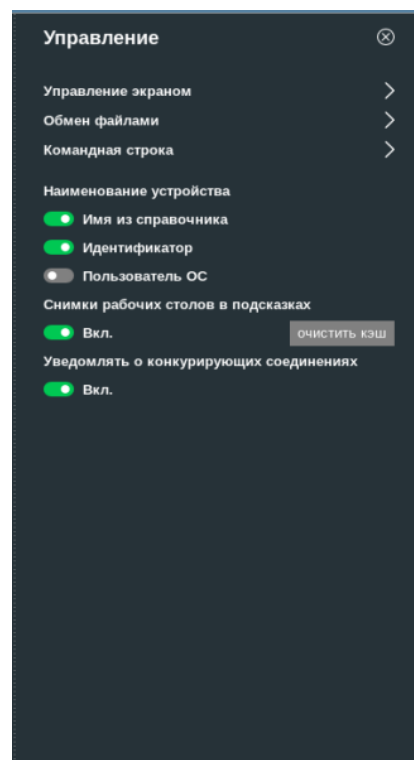 Управление
Управление экраном
Обмен файлами
Командная строка
Наименование устройства
Имя из справочника
Идентификатор
Пользователь ОС
Снимки рабочих столов в подсказках
Вкл.
очистить кэш
Уведомлять о конкурирующих соединениях
Вкл.